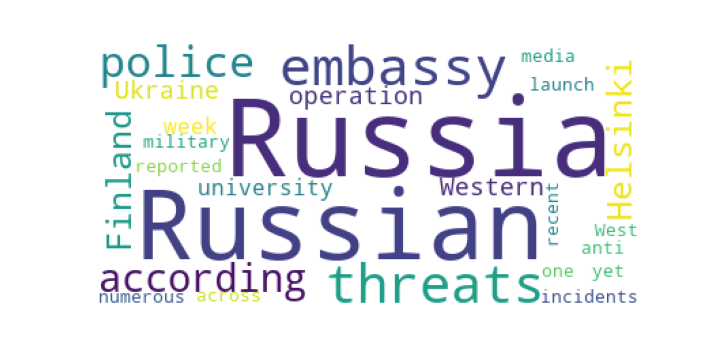 police
embassy
media
Ukraine
operation
launch
Helsinki
week
Russia
Finland
military
reported
university
Western
Russian
recent
West
anti
according
threats
one yet
numerous
across
incidents